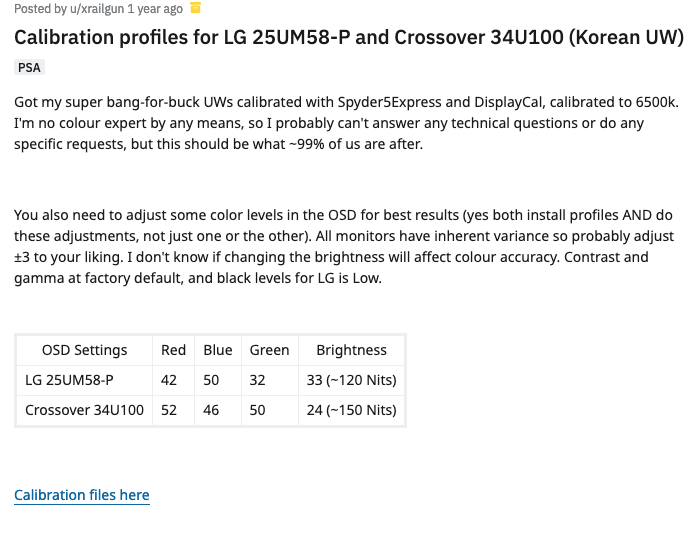 Posted by u/xrailgun 1 year ago
Calibration profiles for LG 25UM58-P and Crossover 34U100 (Korean UW)
PSA
Got my super bang-for-buck UWs calibrated with Spyder5Express and DisplayCal, calibrated to 6500k.
I'm no colour expert by any means, so I probably can't answer any technical questions or do any
specific requests, but this should be what ~99% of us are after.
You also need to adjust some color levels in the OSD for best results (yes both install profiles AND do
these adjustments, not just one or the other). All monitors have inherent variance so probably adjust
±3 to your liking. I don't know if changing the brightness will affect colour accuracy. Contrast and
gamma at factory default, and black levels for LG is Low.
OSD Settings Red Blue Green Brightness
LG 25UM58-P 42 50 32 33 (~120 Nits)
Crossover 34U100 52 46 50 24 (~150 Nits)
Calibration files here